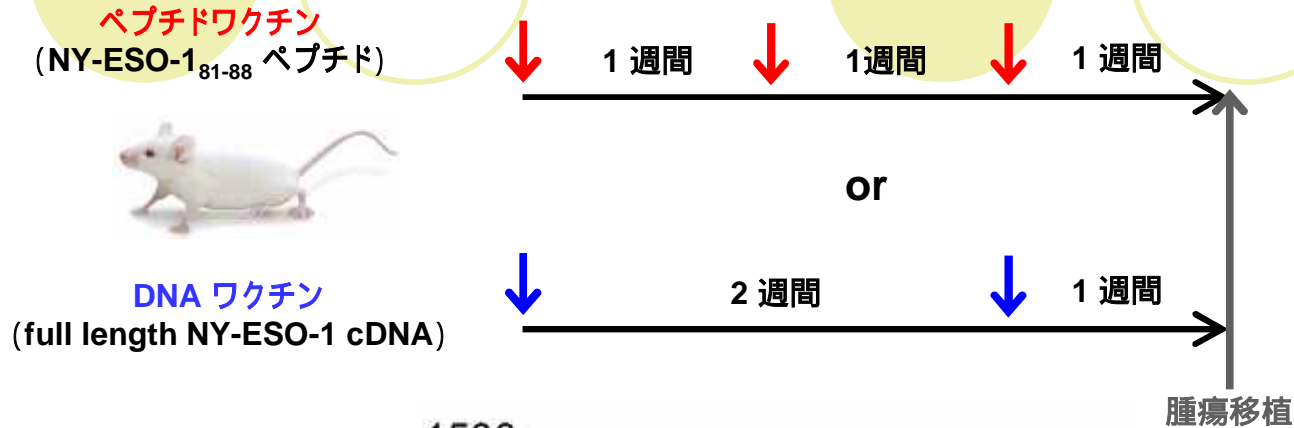 ペプチドワクチン
(NY-ESO-181-88 ペプチド)
1 週間
1週間
1 週間
or
DNA ワクチン
(full length NY-ESO-1 cDNA)
2 週間
1 週間
腫瘍移植